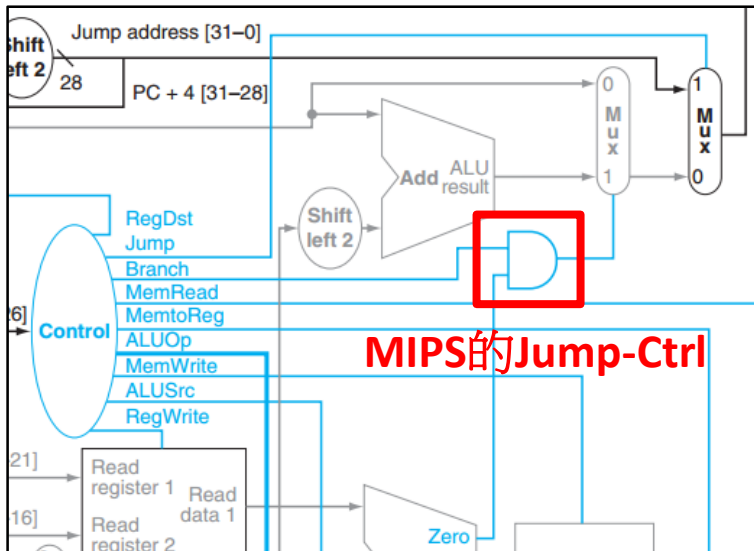 Jump address [31–0]
Shift
left 2
28
PC + 4 [31–28]
0
M
u
x
1
1
M
u
x
0
Add
ALU
result
Shift
left 2
RegDst
Jump
Branch
MemRead
MemtoReg
ALUOp
MemWrite
ALUSrc
RegWrite
Control
26]
MIPS的Jump-Ctrl
21]
Read
register 1
Read
data 1
-16]
Read
register 2
Zero